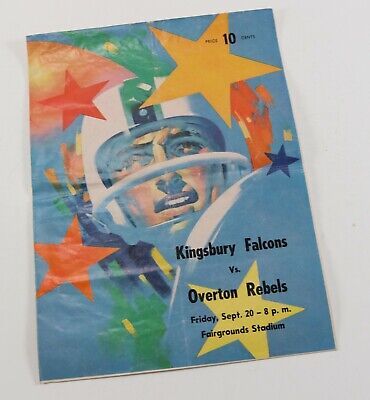 PRICE 10 CENTS
Kingsbury Falcons
Vs.
Overton Rebels
Friday, Sept. 20 – 8 p. m.
Fairgrounds Stadium